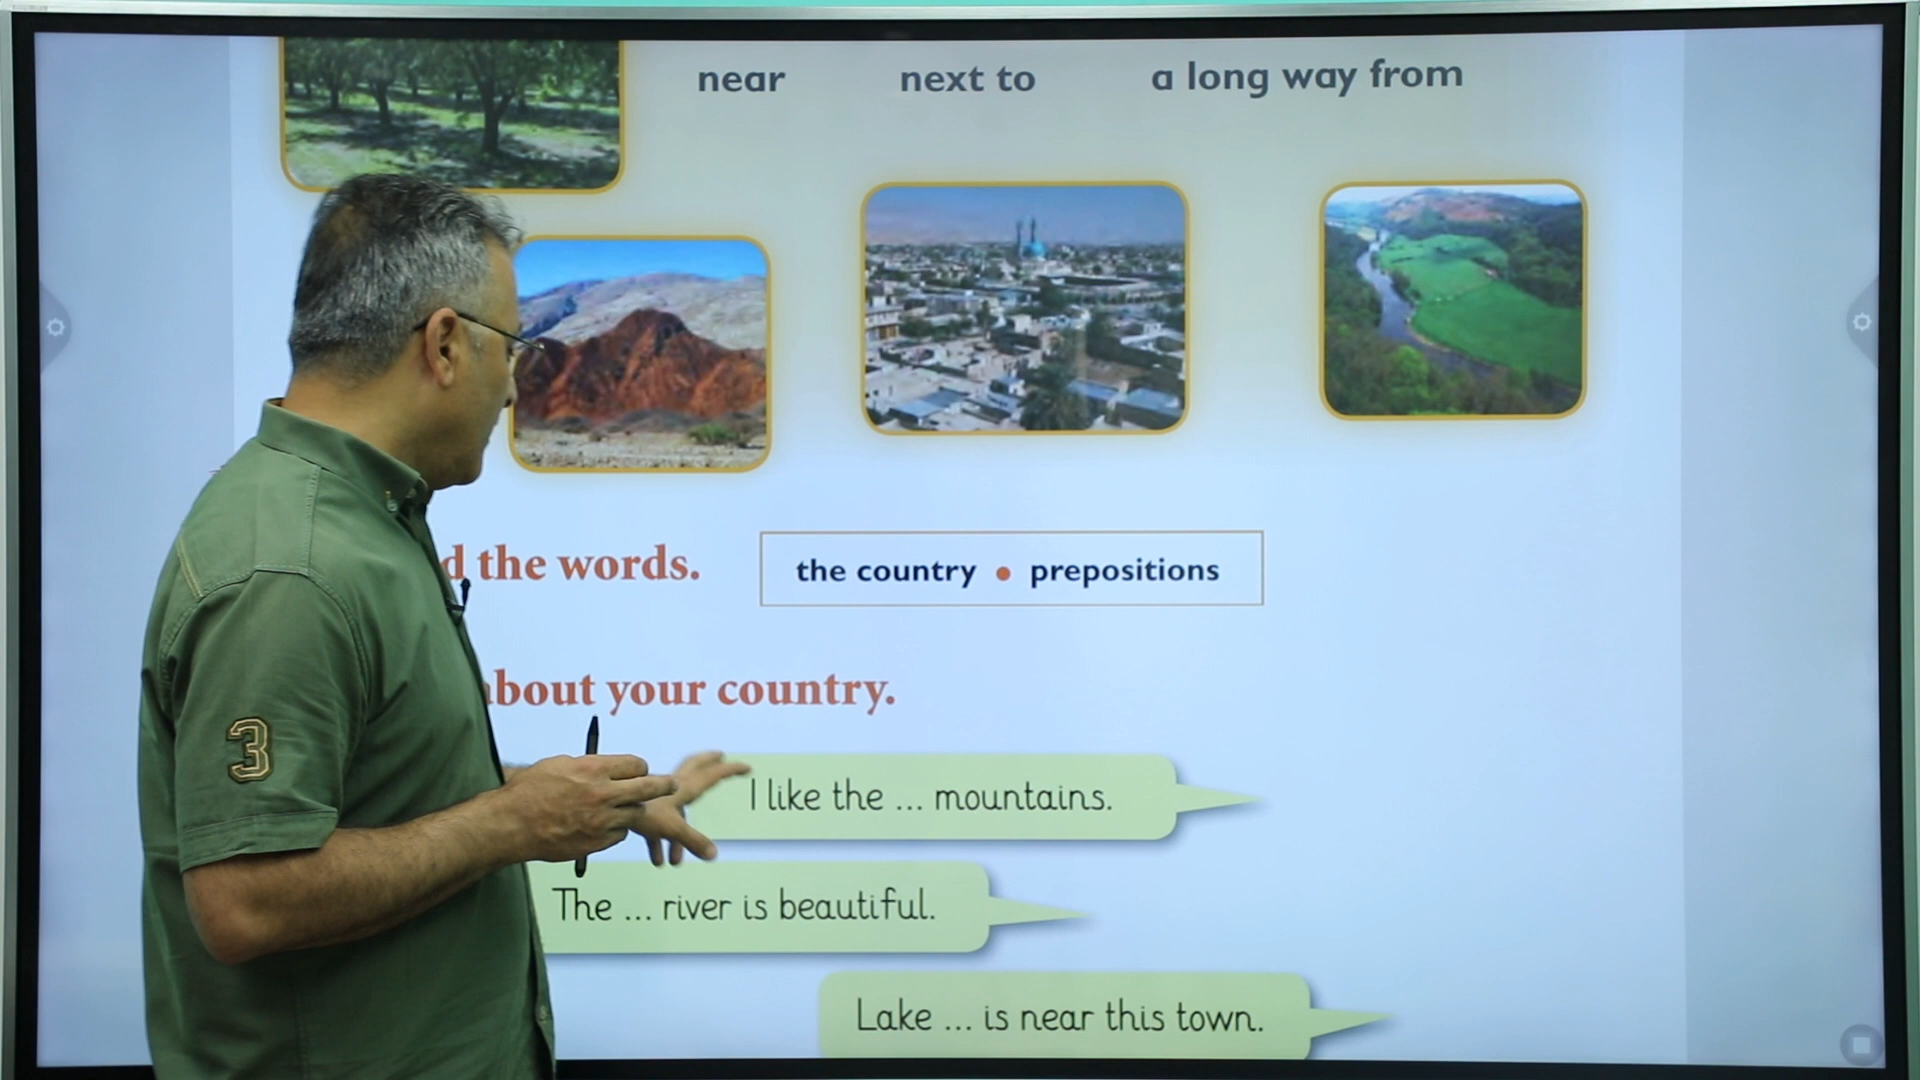 near next to a long way from
the words.
the country • prepositions
about your country.
I like the ... mountains.
The ... river is beautiful.
Lake ... is near this town.
3